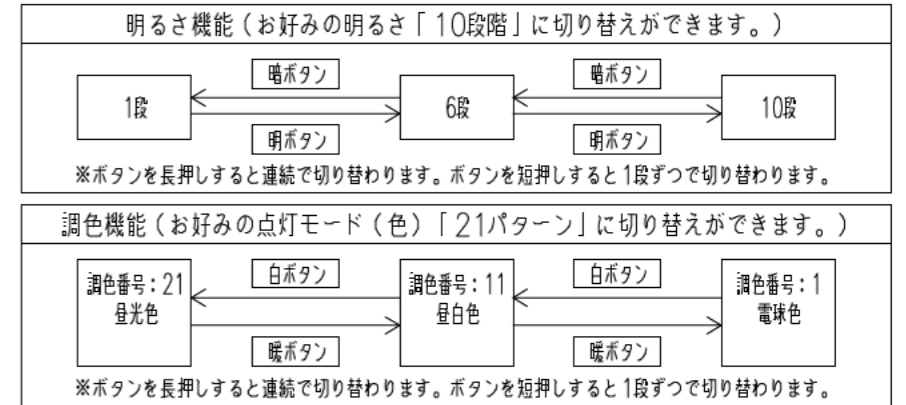 明るさ機能(お好みの明るさ「10段階」に切り替えができます。)
暗ボタン 暗ボタン
1段 6段 10段
明ボタン 明ボタン
※ボタンを長押しすると連続で切り替わります。ボタンを短押しすると1段ずつで切り替わります。
調色機能(お好みの点灯モード(色)「21パターン」に切り替えができます。)
白ボタン 白ボタン
調色番号:21 調色番号:11 調色番号:1
昼光色 昼白色 電球色
暖ボタン 暖ボタン
※ボタンを長押しすると連続で切り替わります。ボタンを短押しすると1段ずつで切り替わります。